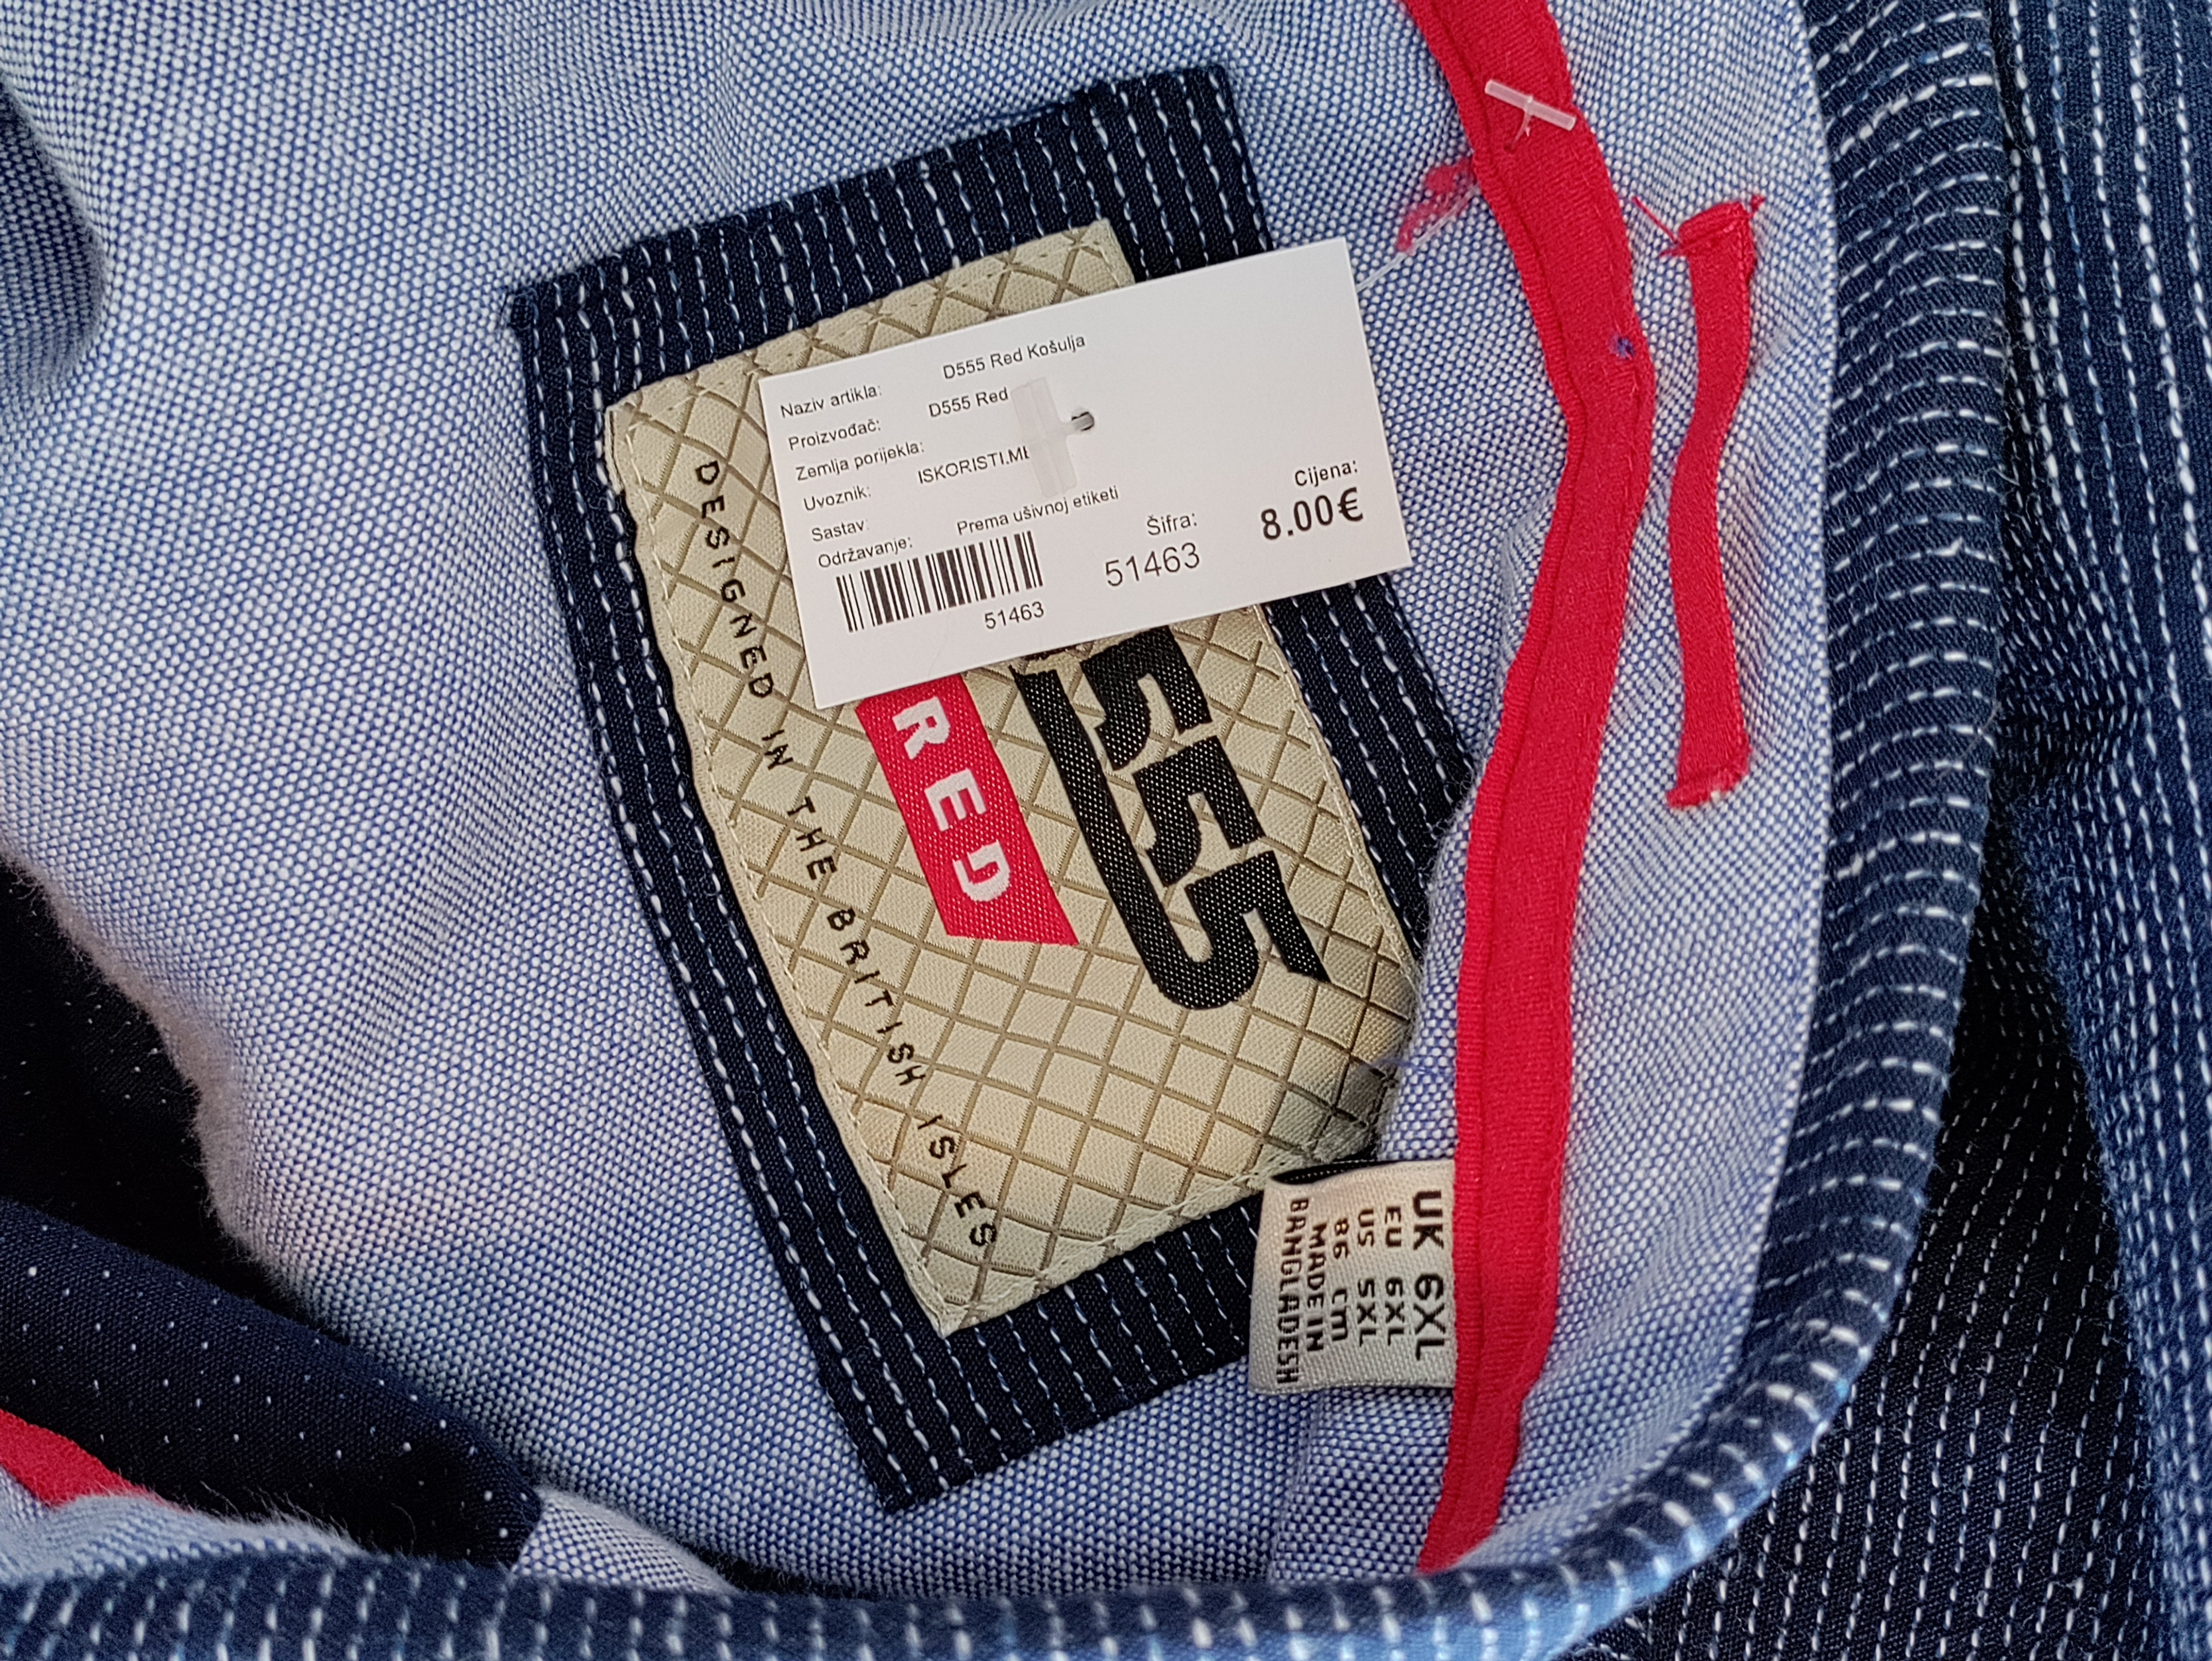 Naziv artikla: D555 Red Košulja
Proizvođač: D555 Red
Zemlja porijekla:
Uvoznik:
Sastav:
Održavanje: Prema ušivnoj etiketi
51463
Šifra:
51463
Cijena:
8.00€
555
RED
DESIGNED IN THE BRITISH ISLES
UK 6XL
EU 6XL
US 5XL
86 cm
MADE IN
BANGLADESH